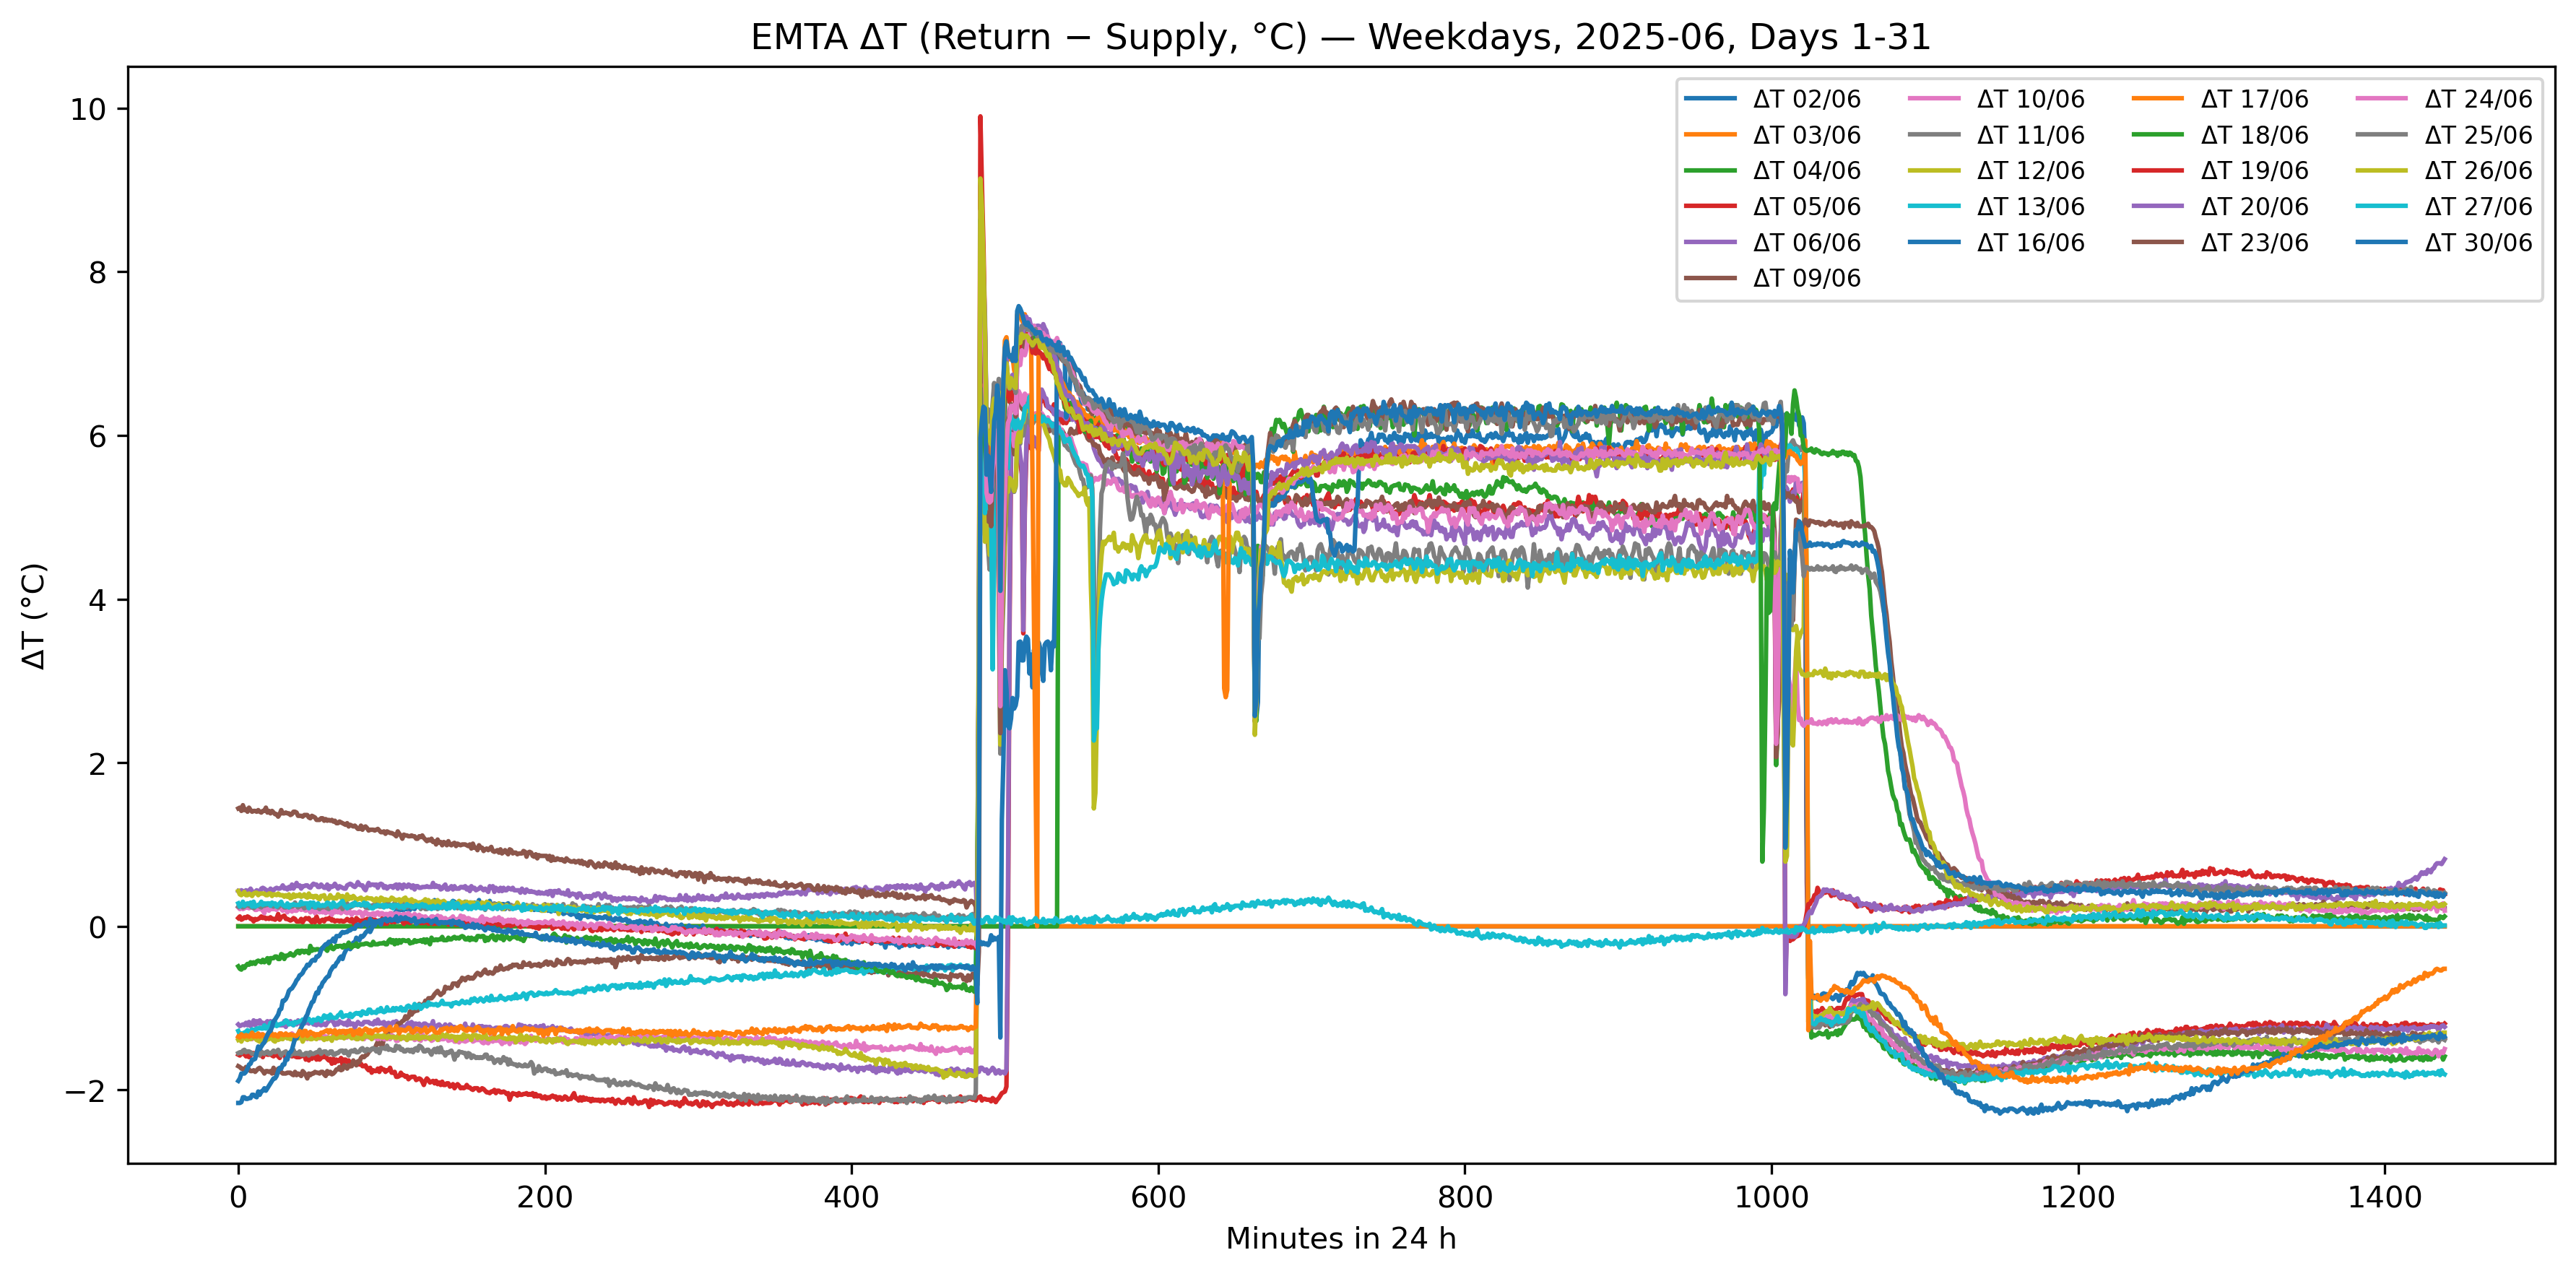 EMTA ΔT (Return − Supply, °C) — Weekdays, 2025-06, Days 1-31
ΔT 02/06
ΔT 03/06
ΔT 04/06
ΔT 05/06
ΔT 06/06
ΔT 09/06
ΔT 10/06
ΔT 11/06
ΔT 12/06
ΔT 13/06
ΔT 16/06
ΔT 17/06
ΔT 18/06
ΔT 19/06
ΔT 20/06
ΔT 23/06
ΔT 24/06
ΔT 25/06
ΔT 26/06
ΔT 27/06
ΔT 30/06
ΔT (°C)
10
8
6
4
2
0
−2
0 200 400 600 800 1000 1200 1400
Minutes in 24 h